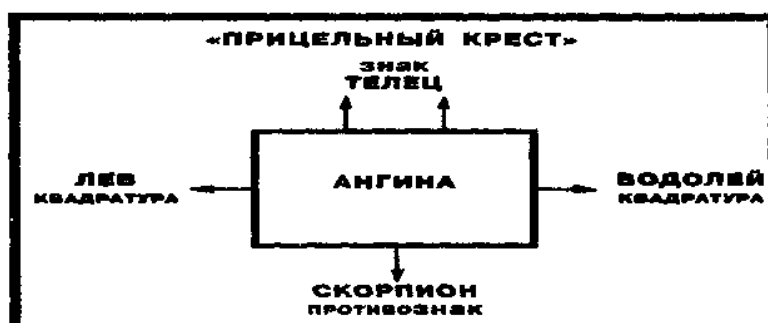 «ПРИЦЕЛЬНЫЙ КРЕСТ»
знак
ТЕЛЕЦ
ЛЕВ
КВАДРАТУРА
АНГИНА
ВОДОЛЕЙ
КВАДРАТУРА
СКОРПИОН
ПРОТИВОЗНАК